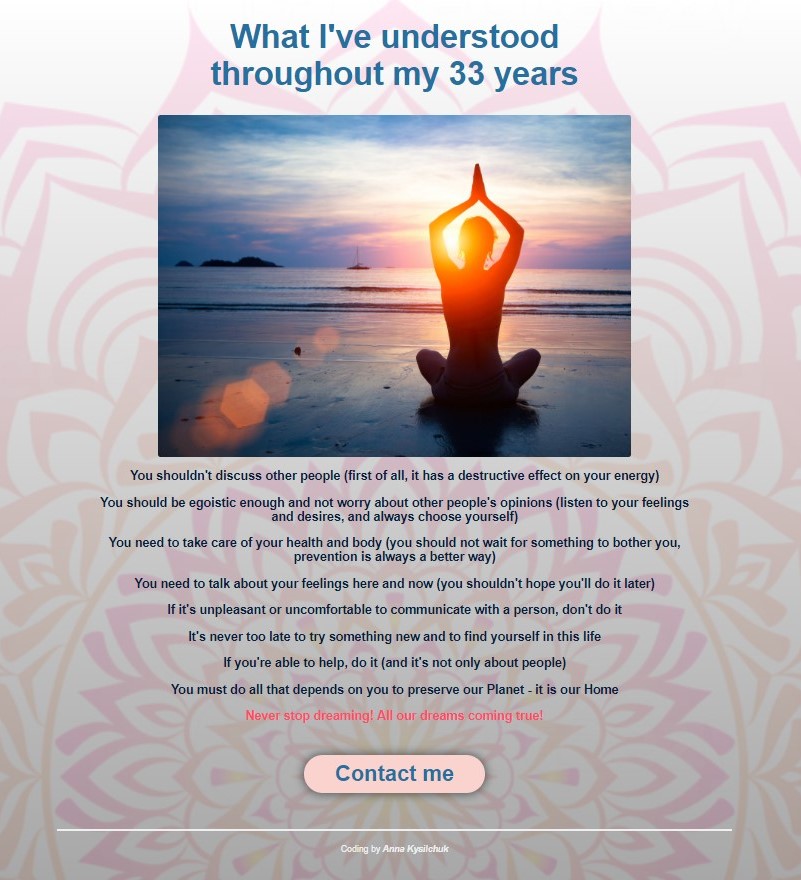 What I've understood
throughout my 33 years
You shouldn't discuss other people (first of all, it has a destructive effect on your energy)
You should be egoistic enough and not worry about other people's opinions (listen to your feelings
and desires, and always choose yourself)
You need to take care of your health and body (you should not wait for something to bother you,
prevention is always a better way)
You need to talk about your feelings here and now (you shouldn't hope you'll do it later)
If it's unpleasant or uncomfortable to communicate with a person, don't do it
It's never too late to try something new and to find yourself in this life
If you're able to help, do it (and it's not only about people)
You must do all that depends on you to preserve our Planet - it is our Home
Never stop dreaming! All our dreams coming true!
Contact me
Coding by Anna Kysilchuk